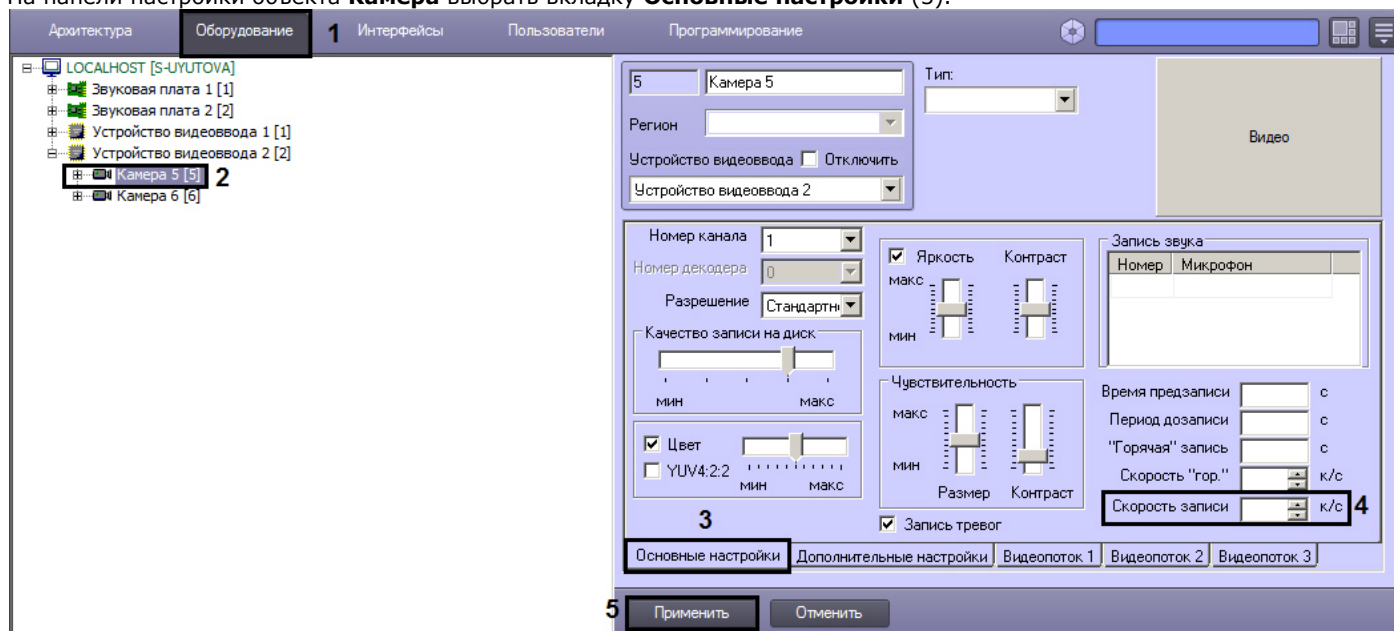 На панели настройки объекта Камера выбрать вкладку Основные настройки (3).
Архитектура Оборудование 1 Интерфейсы Пользователи Программирование
LOCALHOST [S-UYUTOVA]
Звуковая плата 1 [1]
Звуковая плата 2 [2]
Устройство видеоввода 1 [1]
Устройство видеоввода 2 [2]
Камера 5 [5] 2
Камера 6 [6]
5 Камера 5
Тип:
Регион
Устройство видеоввода Отключить
Устройство видеоввода 2
Видео
Номер канала 1
Номер декодера 0
Разрешение Стандартн
Качество записи на диск
мин макс
Цвет
YUV4:2:2
мин макс
3
Яркость Контраст
макс
мин
Чувствительность
макс
мин
Размер Контраст
Запись тревог
Запись звука
Номер Микрофон
Время предзаписи с
Период дозаписи с
"Горячая" запись с
Скорость "гор." к/с
Скорость записи к/с 4
Основные настройки Дополнительные настройки Видеопоток 1 Видеопоток 2 Видеопоток 3
5 Применить Отменить